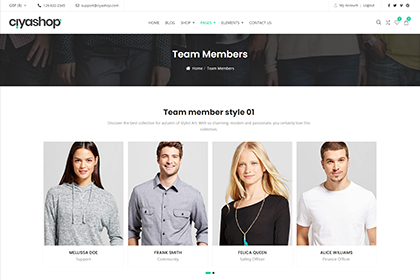 GBP (£)
126-632-2345
support@ciyashop.com
My Account
Logout
ciyashop
HOME
BLOG
SHOP
PAGES
ELEMENTS
CONTACT US
Team Members
Home / Team Members
Team member style 01
Discover the best collection for autumn of Stylish Art. With so charming, modern and passionate, you certainly love this
collection.
MELLISSA DOE
Support
FRANK SMITH
Community
FELICA QUEEN
Safety Officer
ALICE WILLIAMS
Finance Officer